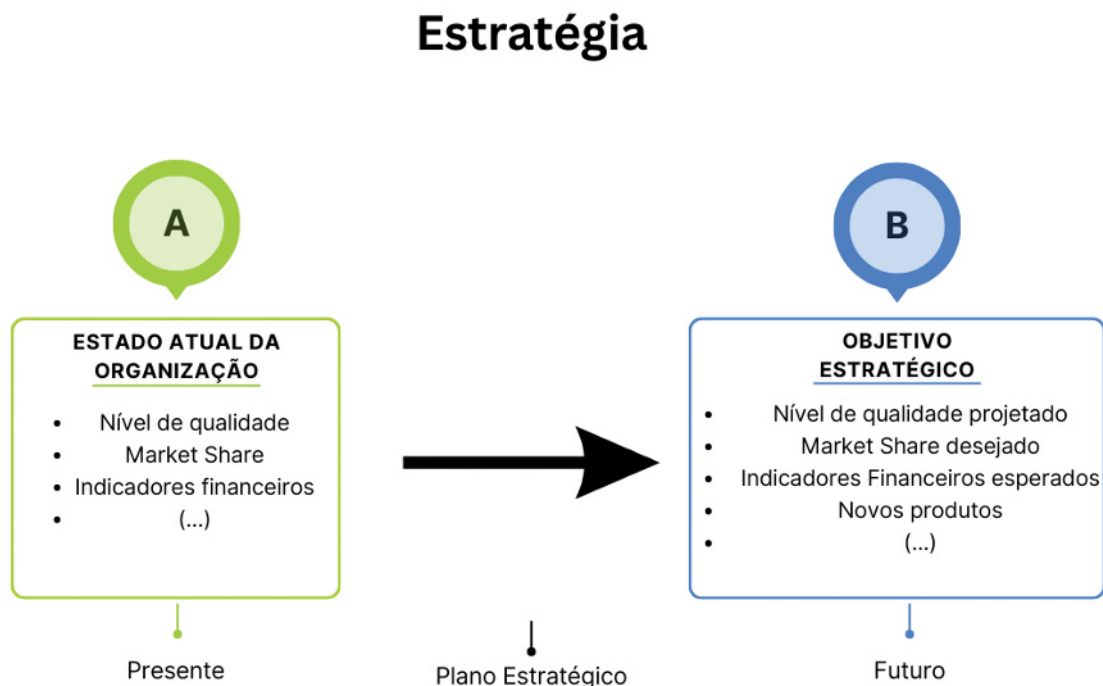 Estratégia
A
ESTADO ATUAL DA
ORGANIZAÇÃO
• Nível de qualidade
• Market Share
• Indicadores financeiros
• (...)
Presente
Plano Estratégico
B
OBJETIVO
ESTRATÉGICO
• Nível de qualidade projetado
• Market Share desejado
• Indicadores Financeiros esperados
• Novos produtos
• (...)
Futuro